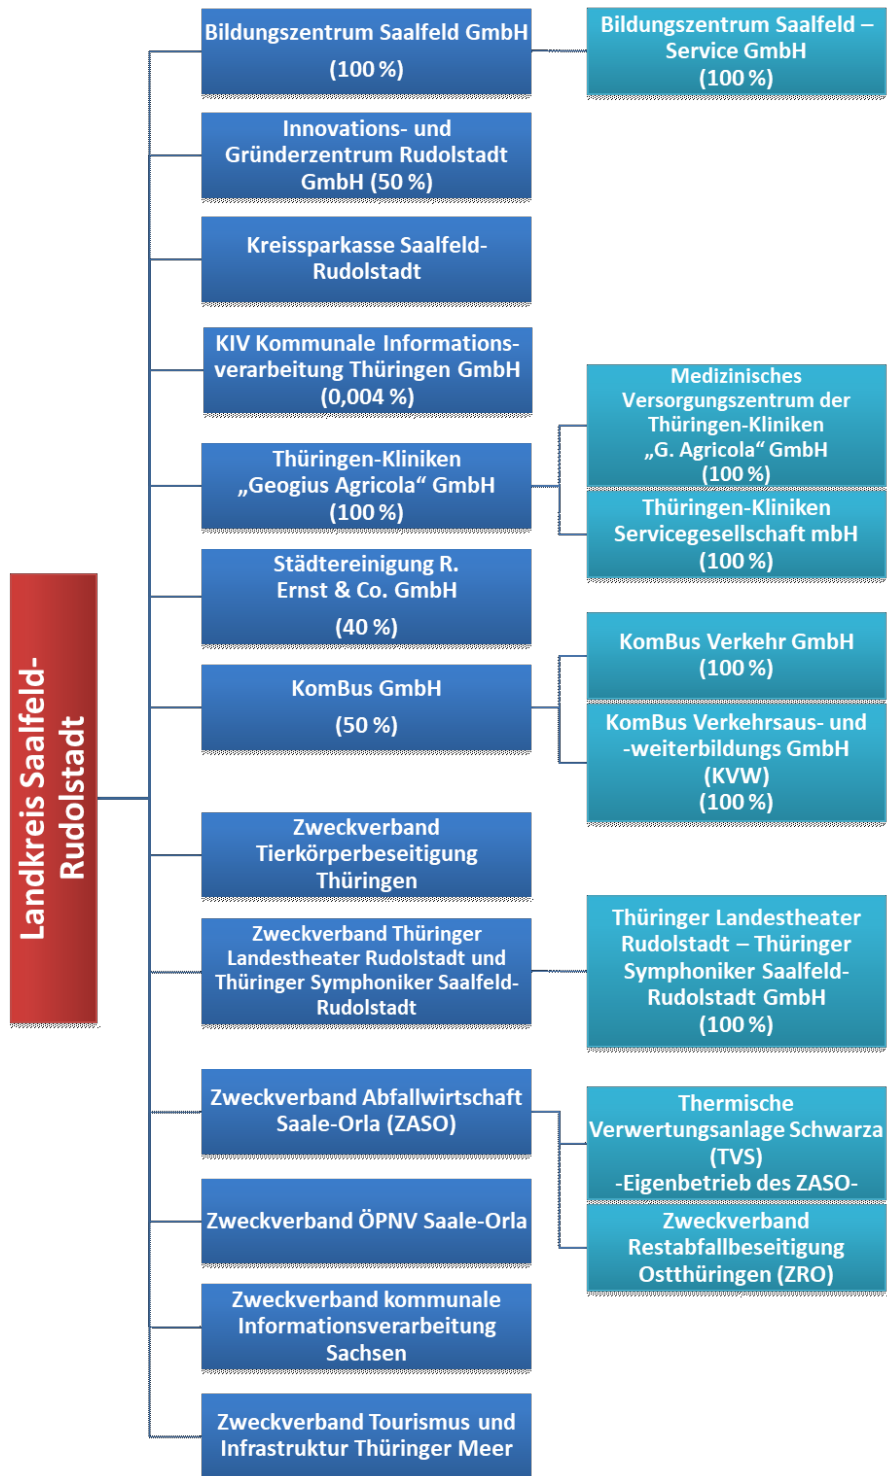 Landkreis Saalfeld-
Rudolstadt
Bildungszentrum Saalfeld GmbH
(100 %)
Bildungszentrum Saalfeld –
Service GmbH
(100 %)
Innovations- und
Gründerzentrum Rudolstadt
GmbH (50 %)
Kreissparkasse Saalfeld-
Rudolstadt
KIV Kommunale Informations-
verarbeitung Thüringen GmbH
(0,004 %)
Thüringen-Kliniken
„Geogius Agricola“ GmbH
(100 %)
Medizinisches
Versorgungszentrum der
Thüringen-Kliniken
„G. Agricola“ GmbH
(100 %)
Thüringen-Kliniken
Servicegesellschaft mbH
(100 %)
Städtereinigung R.
Ernst & Co. GmbH
(40 %)
KomBus GmbH
(50 %)
KomBus Verkehr GmbH
(100 %)
KomBus Verkehrsaus- und
-weiterbildungs GmbH
(KVW)
(100 %)
Zweckverband
Tierkörperbeseitigung
Thüringen
Zweckverband Thüringer
Landestheater Rudolstadt und
Thüringer Symphoniker Saalfeld-
Rudolstadt
Thüringer Landestheater
Rudolstadt – Thüringer
Symphoniker Saalfeld-
Rudolstadt GmbH
(100 %)
Zweckverband Abfallwirtschaft
Saale-Orla (ZASO)
Thermische
Verwertungsanlage Schwarza
(TVS)
-Eigenbetrieb des ZASO-
Zweckverband
Restabfallbeseitigung
Ostthüringen (ZRO)
Zweckverband ÖPNV Saale-Orla
Zweckverband kommunale
Informationsverarbeitung
Sachsen
Zweckverband Tourismus und
Infrastruktur Thüringer Meer